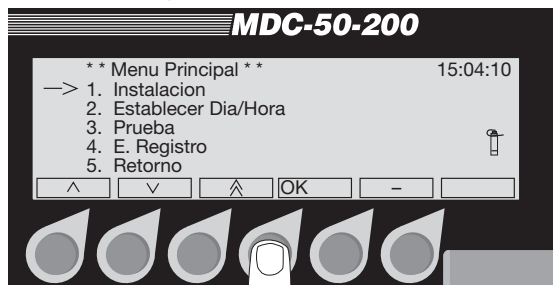 MDC-50-200
* * Menu Principal * * 15:04:10
—> 1. Instalacion
2. Establecer Dia/Hora
3. Prueba
4. E. Registro
5. Retorno
OK –